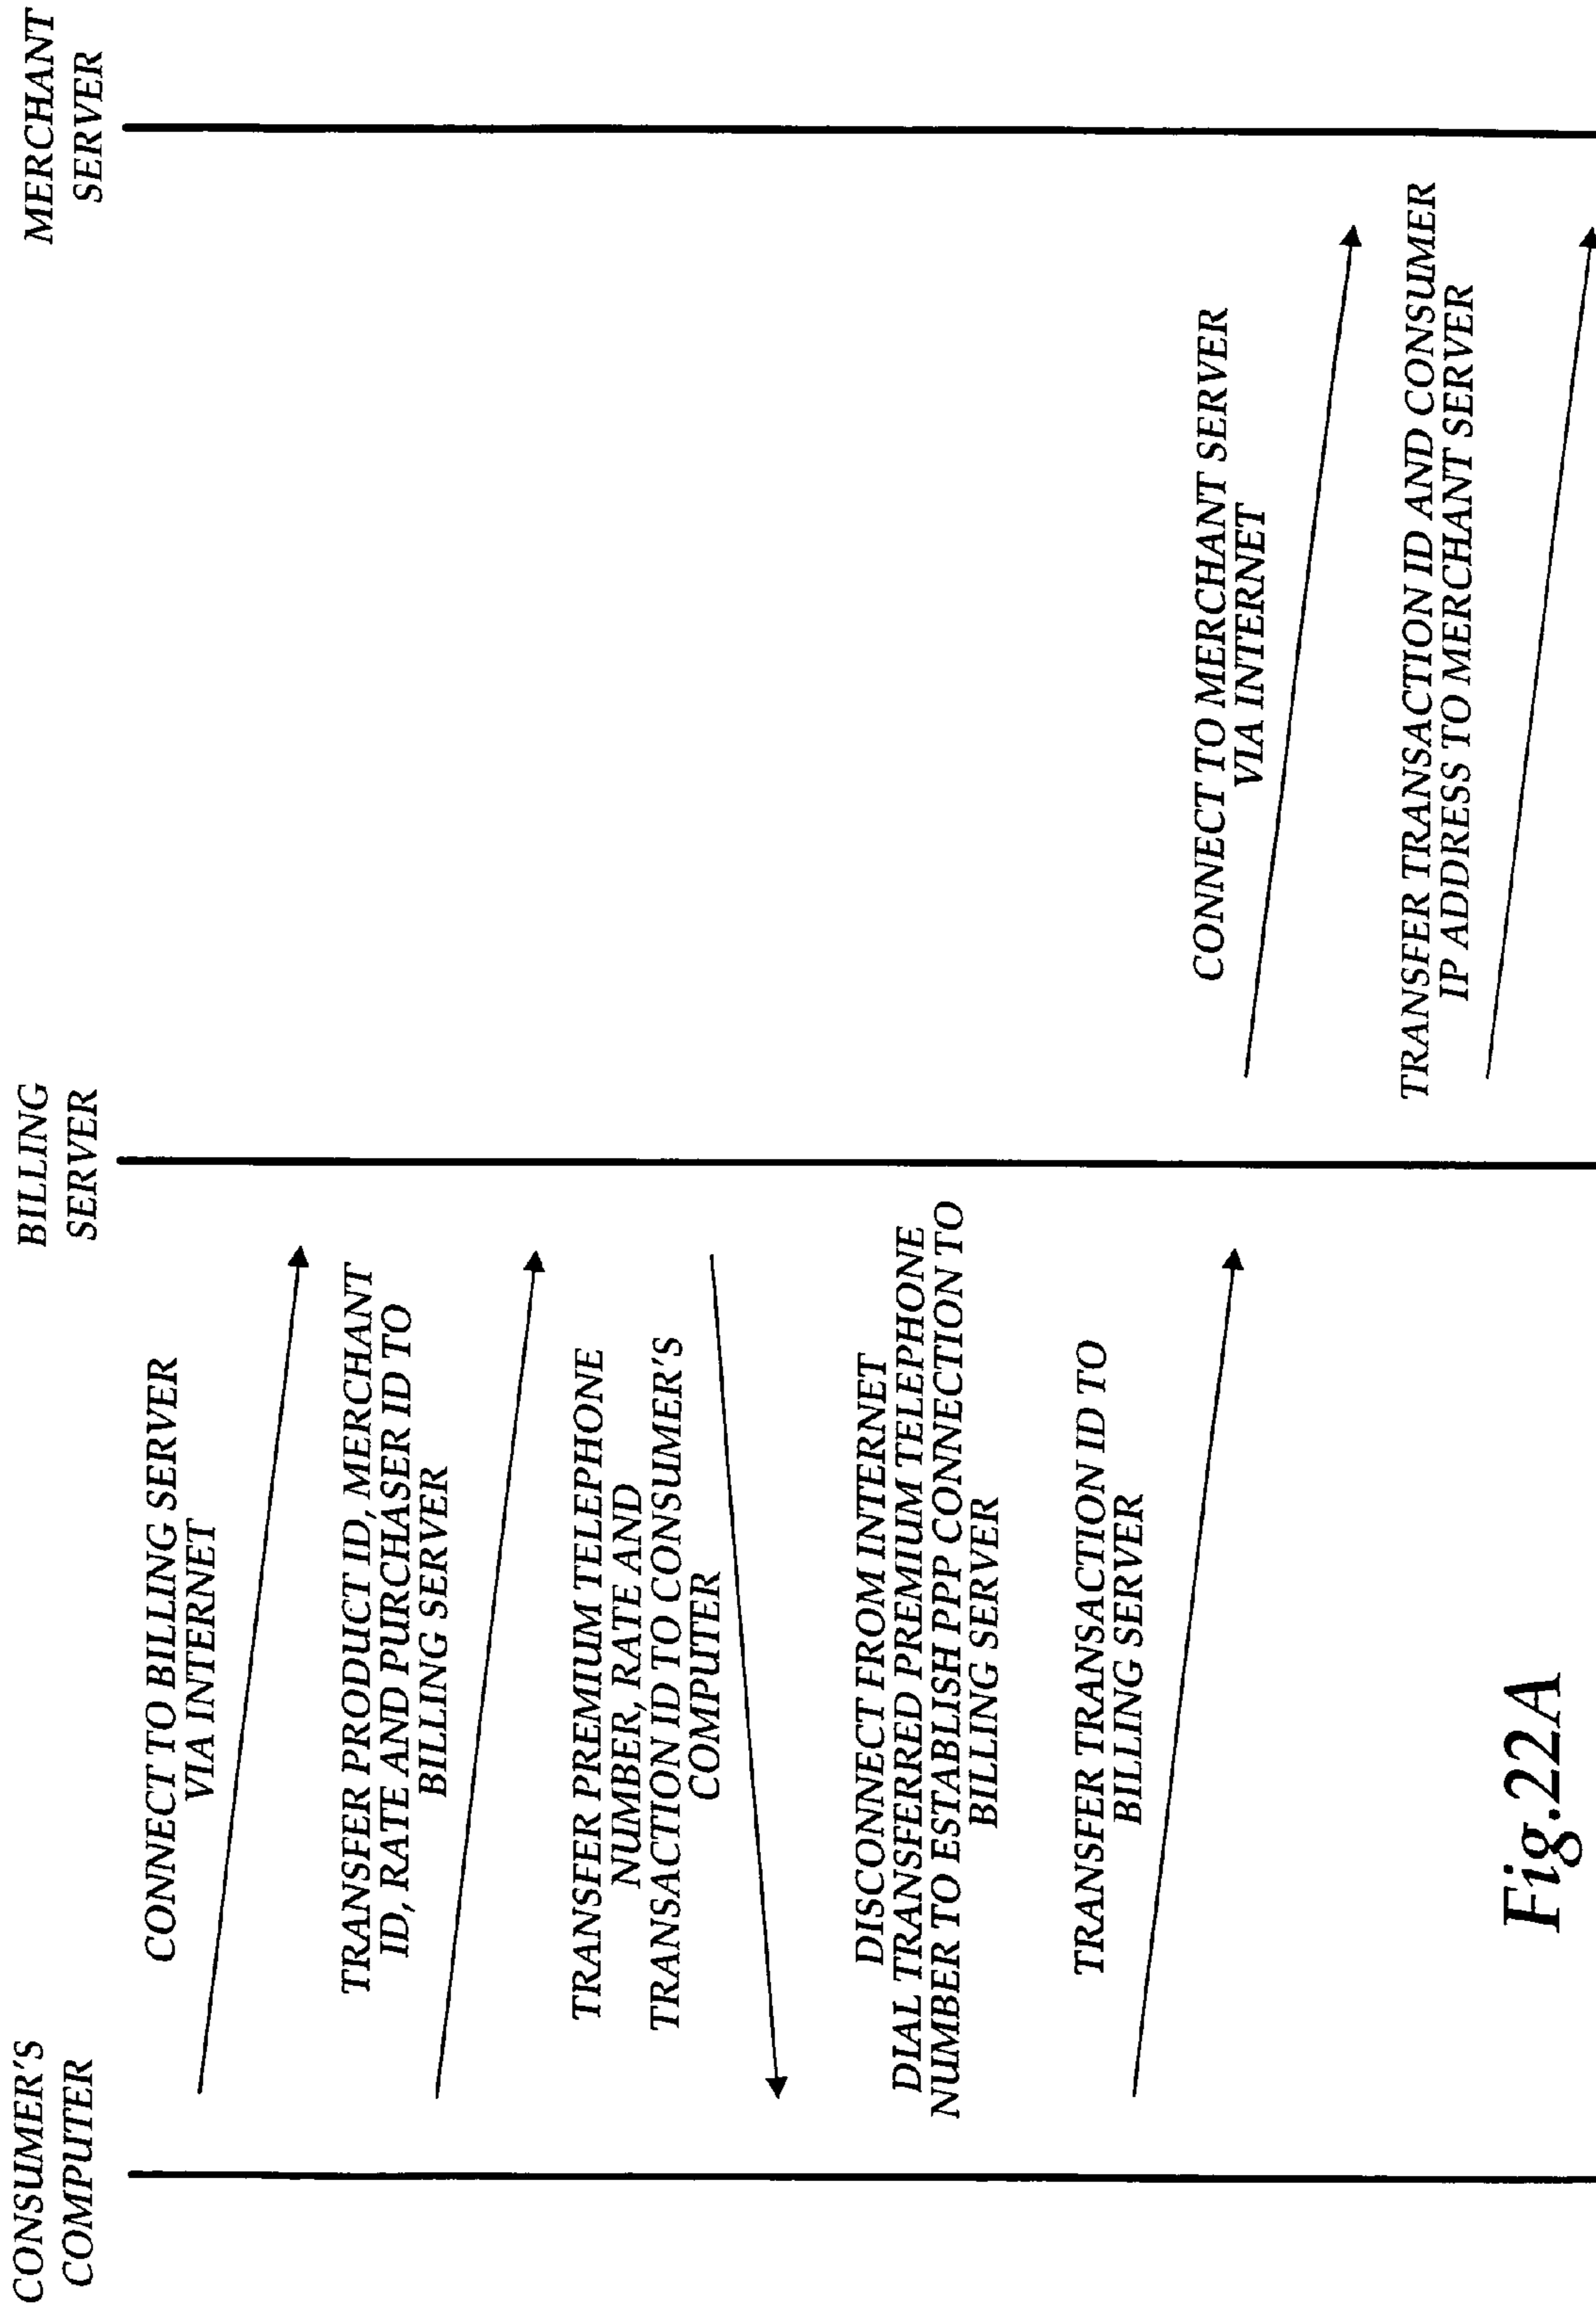 CONSUMER'S
COMPUTER
BILLING
SERVER
MERCHANT
SERVER
CONNECT TO BILLING SERVER
VIA INTERNET
TRANSFER PRODUCT ID, MERCHANT
ID, RATE AND PURCHASER ID TO
BILLING SERVER
TRANSFER PREMIUM TELEPHONE
NUMBER, RATE AND
TRANSACTION ID TO CONSUMER'S
COMPUTER
DISCONNECT FROM INTERNET
DIAL TRANSFERRED PREMIUM TELEPHONE
NUMBER TO ESTABLISH PPP CONNECTION TO
BILLING SERVER
TRANSFER TRANSACTION ID TO
BILLING SERVER
CONNECT TO MERCHANT SERVER
VIA INTERNET
TRANSFER TRANSACTION ID AND CONSUMER
IP ADDRESS TO MERCHANT SERVER
Fig.22A